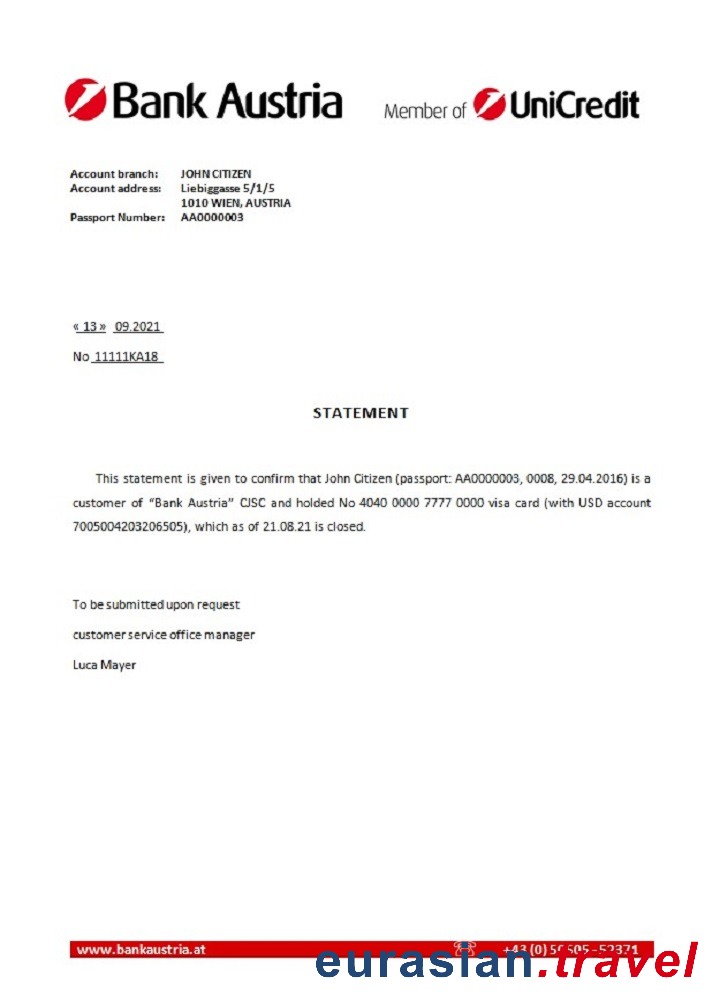 Bank Austria Member of UniCredit
Account branch: JOHN CITIZEN
Account address: Liebiggasse 5/1/5
1010 WIEN, AUSTRIA
Passport Number: AA0000003
« 13 » 09.2021
No 11111KA18
STATEMENT
This statement is given to confirm that John Citizen (passport: AA0000003, 0008, 29.04.2016) is a
customer of “Bank Austria” CJSC and holded No 4040 0000 7777 0000 visa card (with USD account
7005004203206505), which as of 21.08.21 is closed.
To be submitted upon request
customer service office manager
Luca Mayer
www.bankaustria.at +43 (0)
eurasian.travel